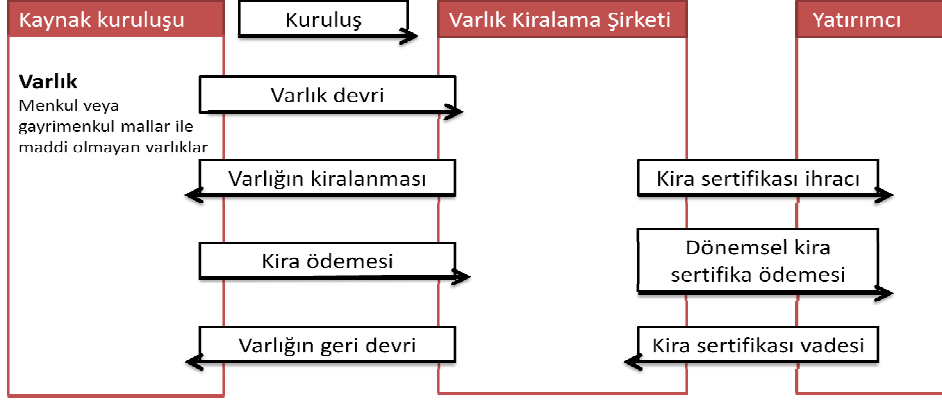 Kaynak kuruluşu
Kuruluş
Varlık Kiralama Şirketi
Yatırımcı
Varlık
Menkul veya
gayrimenkul mallar ile
maddi olmayan varlıklar
Varlık devri
Varlığın kiralanması
Kira sertifikası ihracı
Kira ödemesi
Dönemsel kira
sertifika ödemesi
Varlığın geri devri
Kira sertifikası vadesi